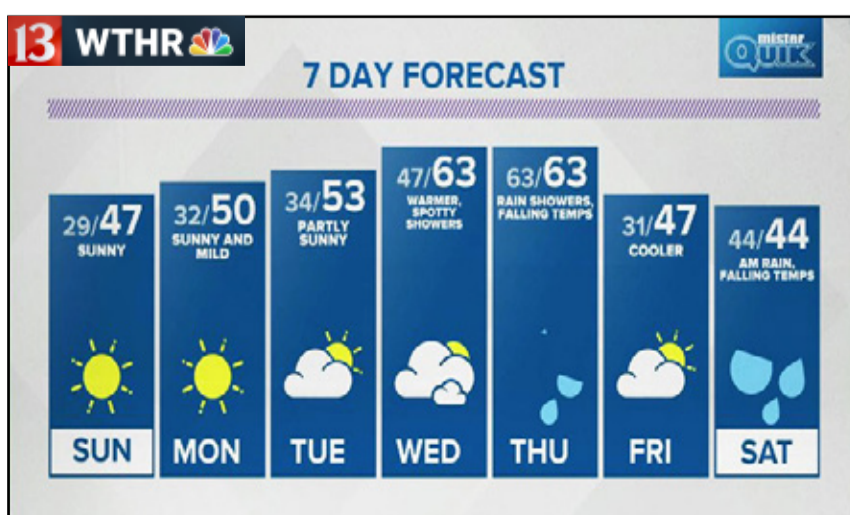 13 WTHR
mister
QUIK
7 DAY FORECAST
29/47
SUNNY
SUN
32/50
SUNNY AND
MILD
MON
34/53
PARTLY
SUNNY
TUE
47/63
WARMER,
SPOTTY
SHOWERS
WED
63/63
RAIN SHOWERS,
FALLING TEMPS
THU
31/47
COOLER
FRI
44/44
AM RAIN,
FALLING TEMPS
SAT